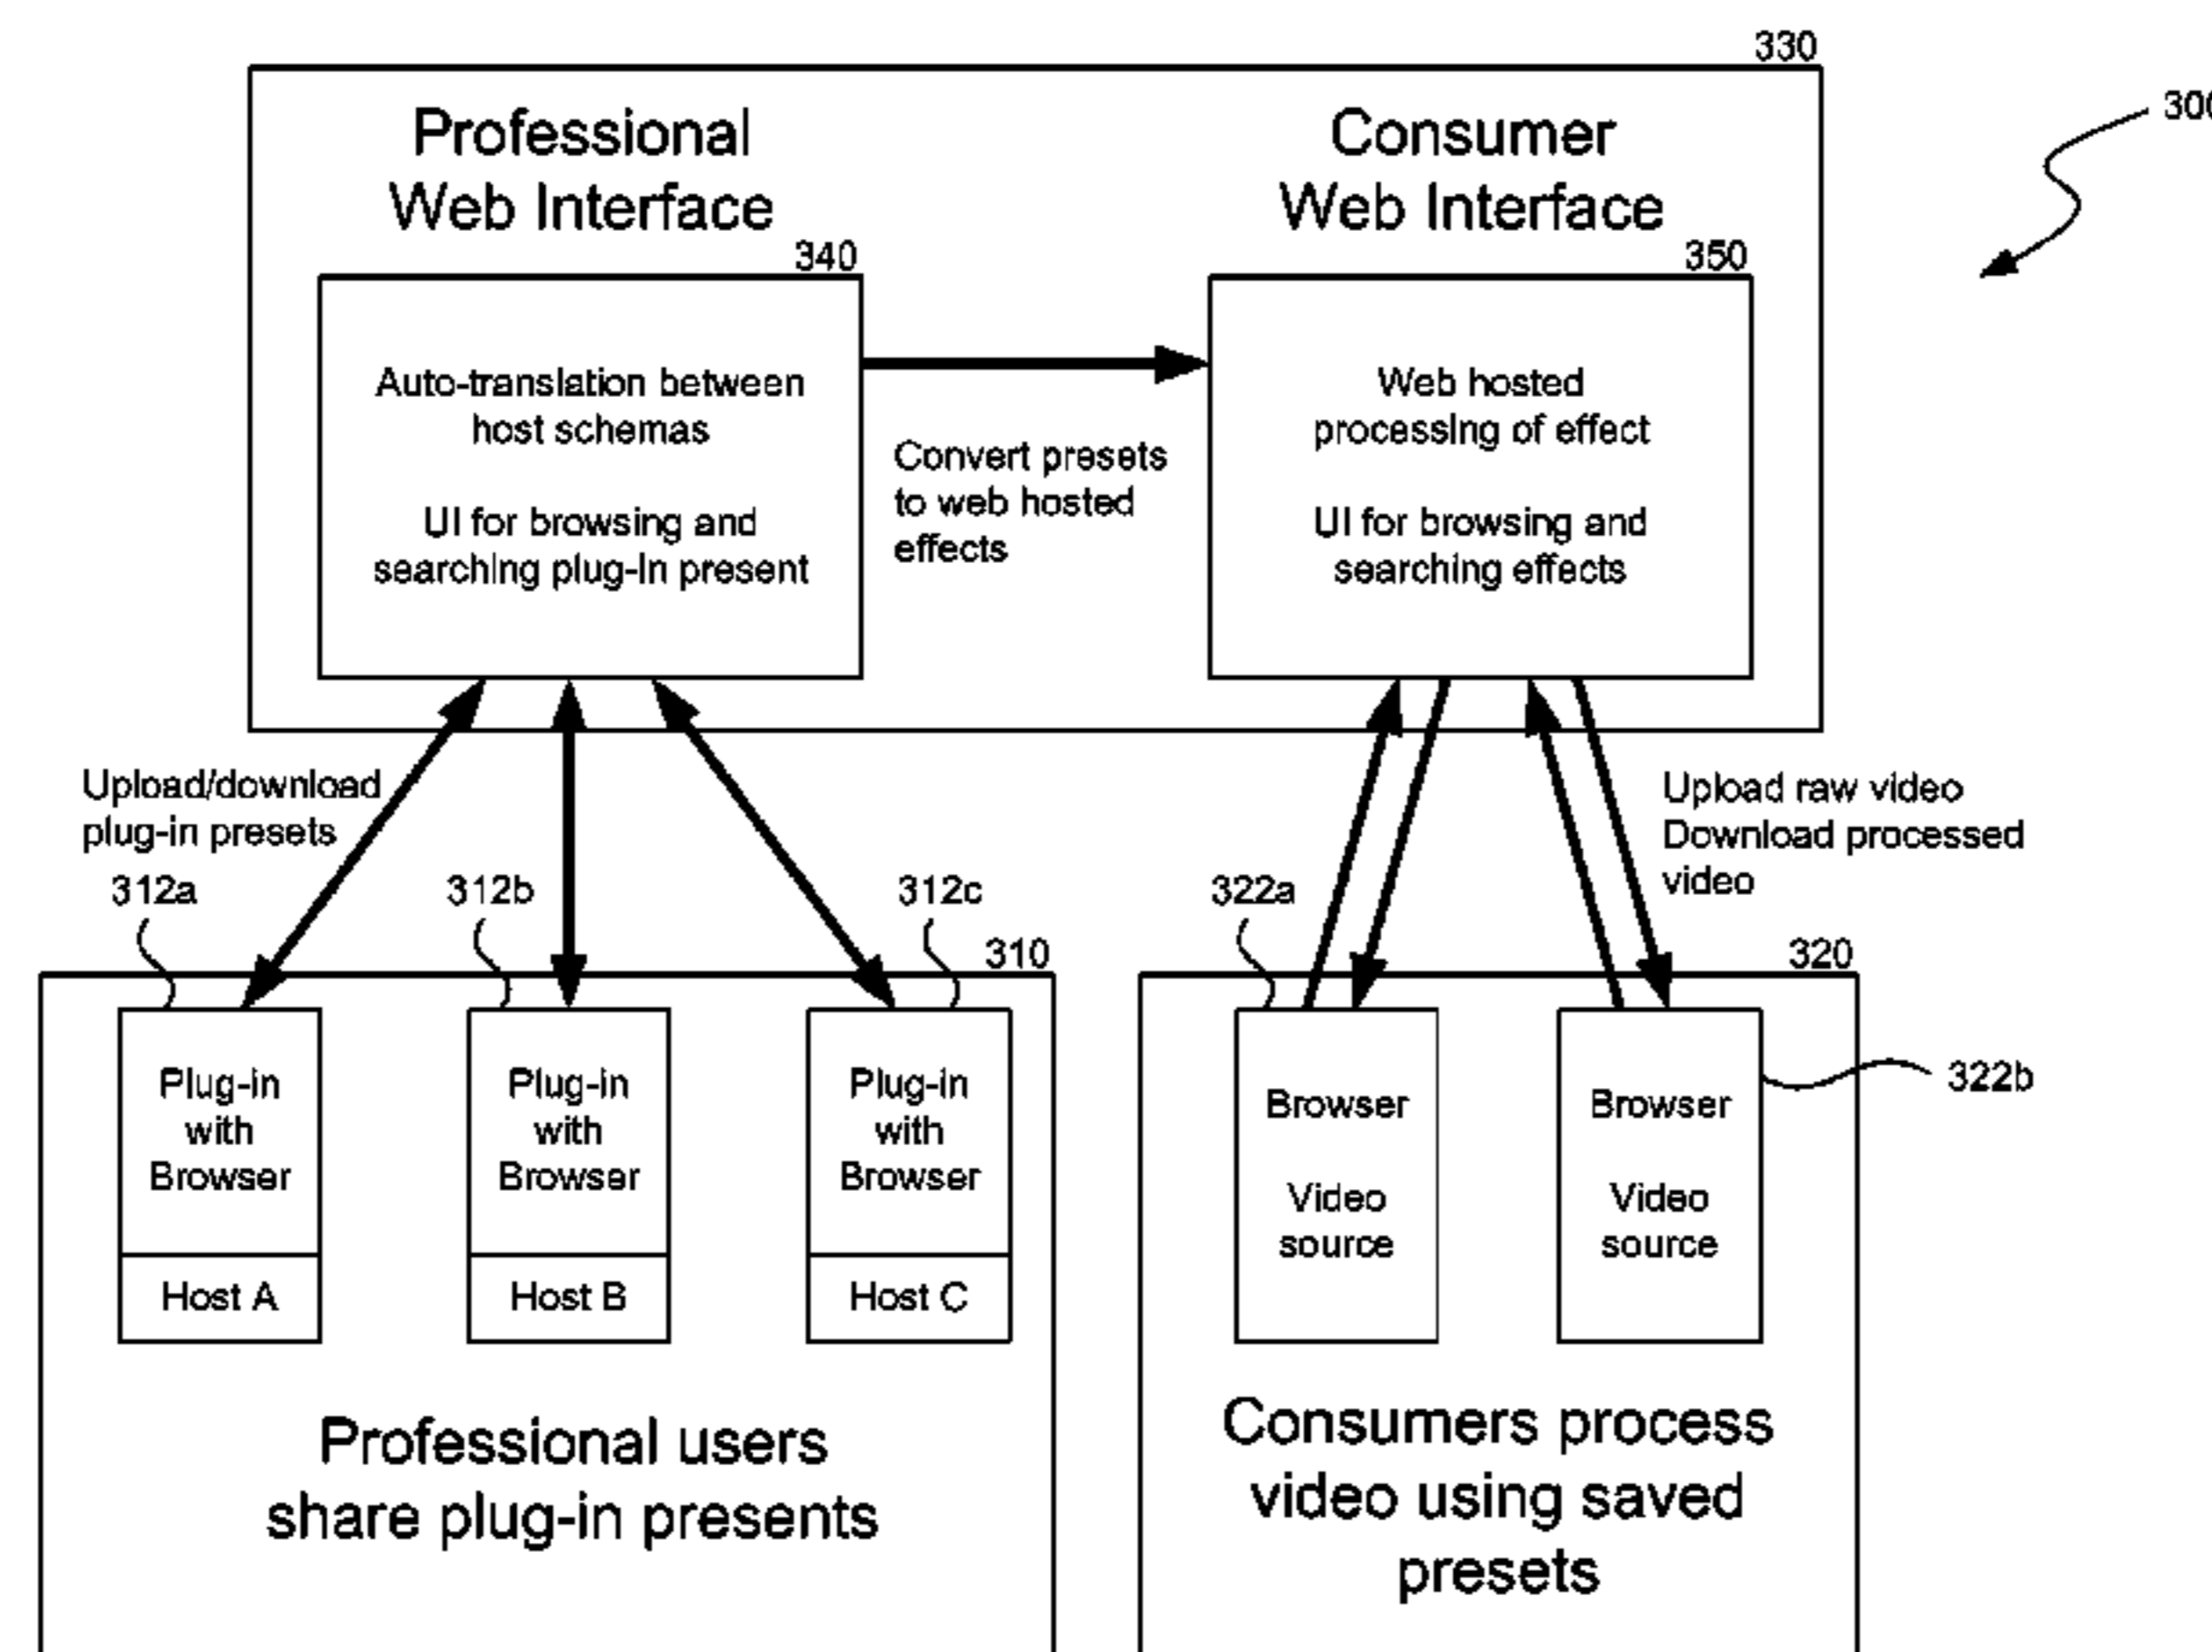 330
300
Professional
Web Interface
Consumer
Web Interface
340
350
Auto-translation between
host schemas
UI for browsing and
searching plug-in present
Convert presets
to web hosted
effects
Web hosted
processing of effect
UI for browsing and
searching effects
Upload/download
plug-in presets
Upload raw video
Download processed
video
312a
312b
312c
322a
310
320
Plug-in
with
Browser
Host A
Plug-in
with
Browser
Host B
Plug-in
with
Browser
Host C
Browser
Video
source
Browser
Video
source
322b
Professional users
share plug-in presents
Consumers process
video using saved
presets